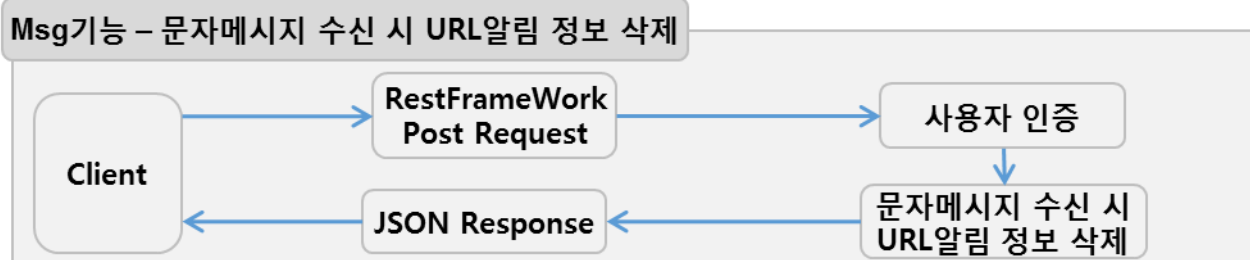 Msg기능 – 문자메시지 수신 시 URL알림 정보 삭제
RestFrameWork
Post Request
사용자 인증
Client
JSON Response
문자메시지 수신 시
URL알림 정보 삭제